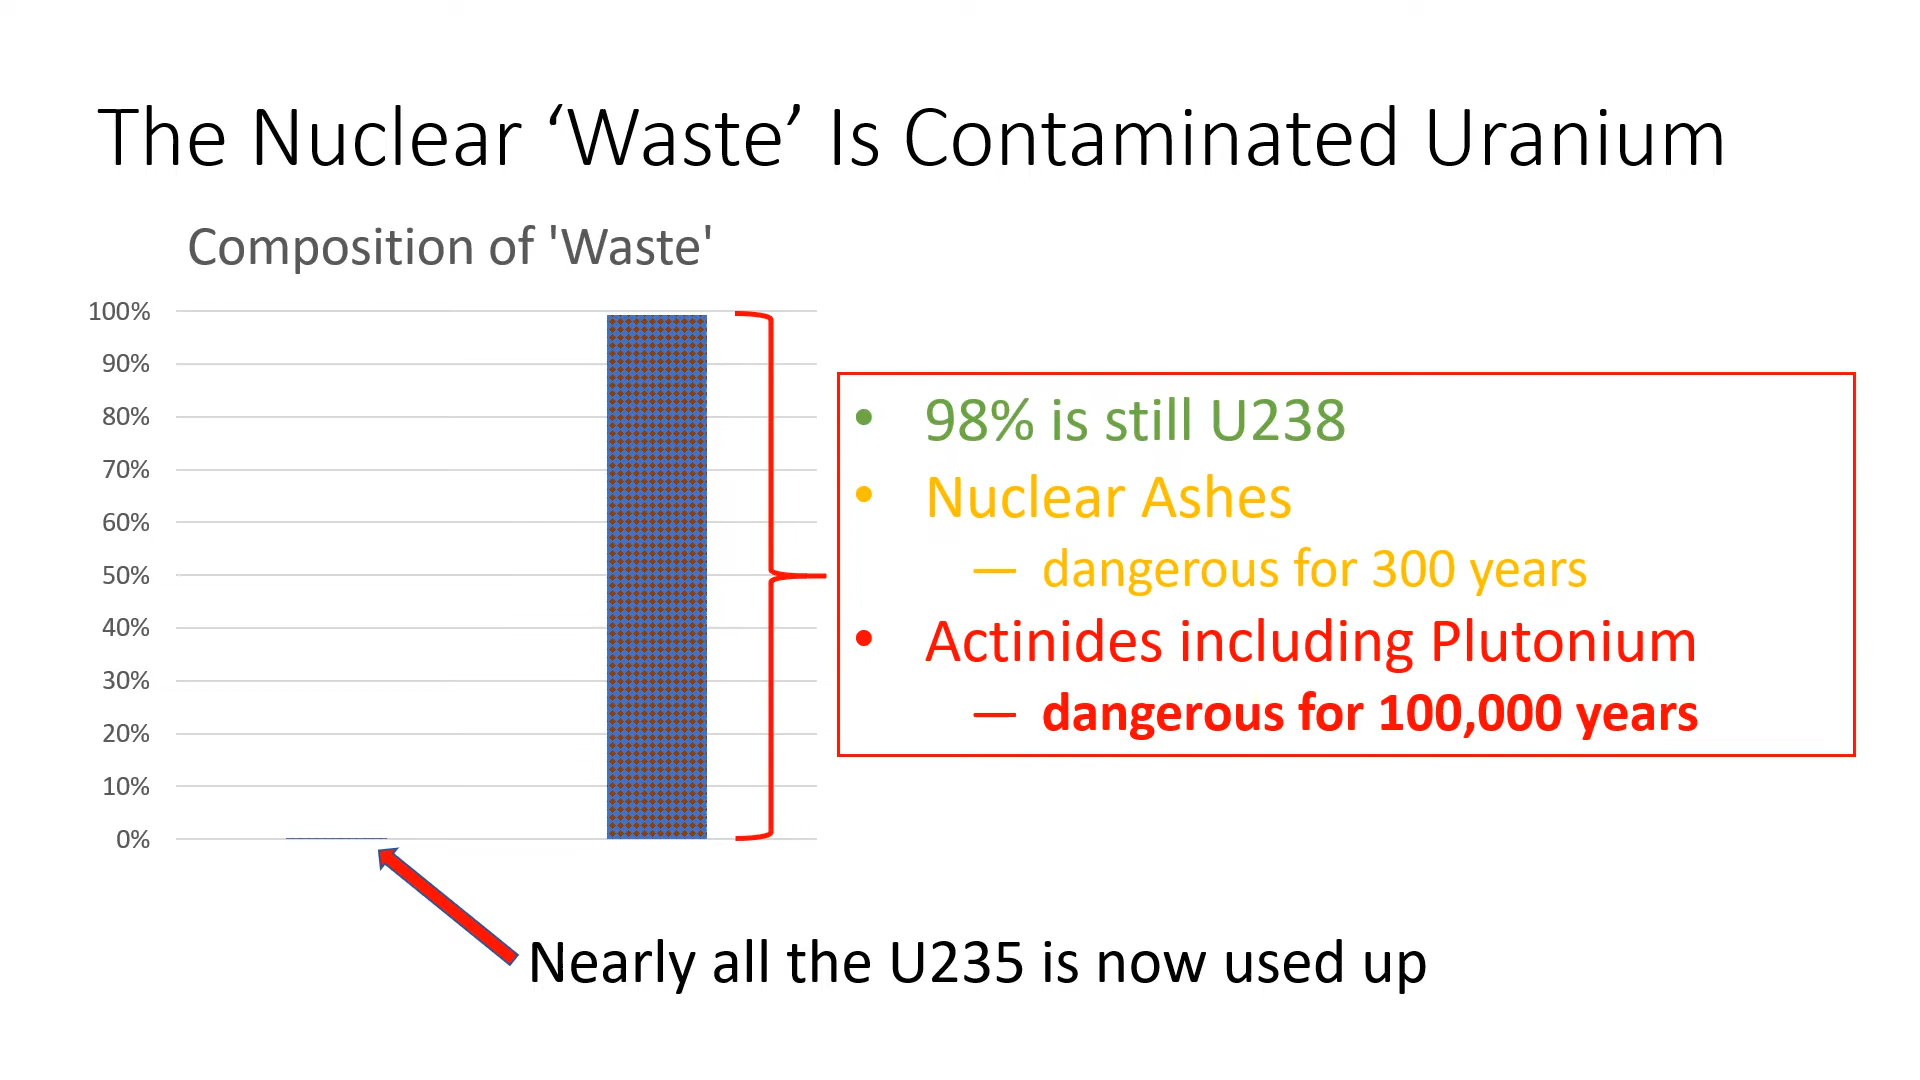 The Nuclear ‘Waste’ Is Contaminated Uranium
Composition of 'Waste'
100%
90%
80%
70%
60%
50%
40%
30%
20%
10%
0%
• 98% is still U238
• Nuclear Ashes
— dangerous for 300 years
• Actinides including Plutonium
— dangerous for 100,000 years
Nearly all the U235 is now used up